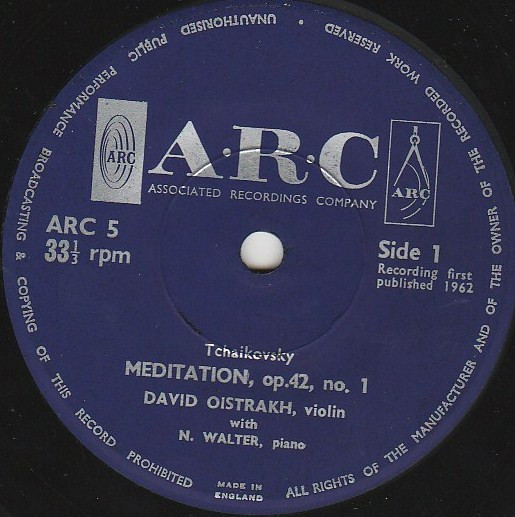 ALL RIGHTS OF THE MANUFACTURER AND OF THE OWNER OF THE RECORDED WORK RESERVED • UNAUTHORISED PUBLIC PERFORMANCE BROADCASTING & COPYING OF THIS RECORD PROHIBITED
ARC
A·R·C
ARC
ASSOCIATED RECORDINGS COMPANY
ARC 5
33⅓ rpm
Side 1
Recording first
published 1962
Tchaikovsky
MEDITATION, op.42, no. 1
DAVID OISTRAKH, violin
with
N. WALTER, piano
MADE IN
ENGLAND